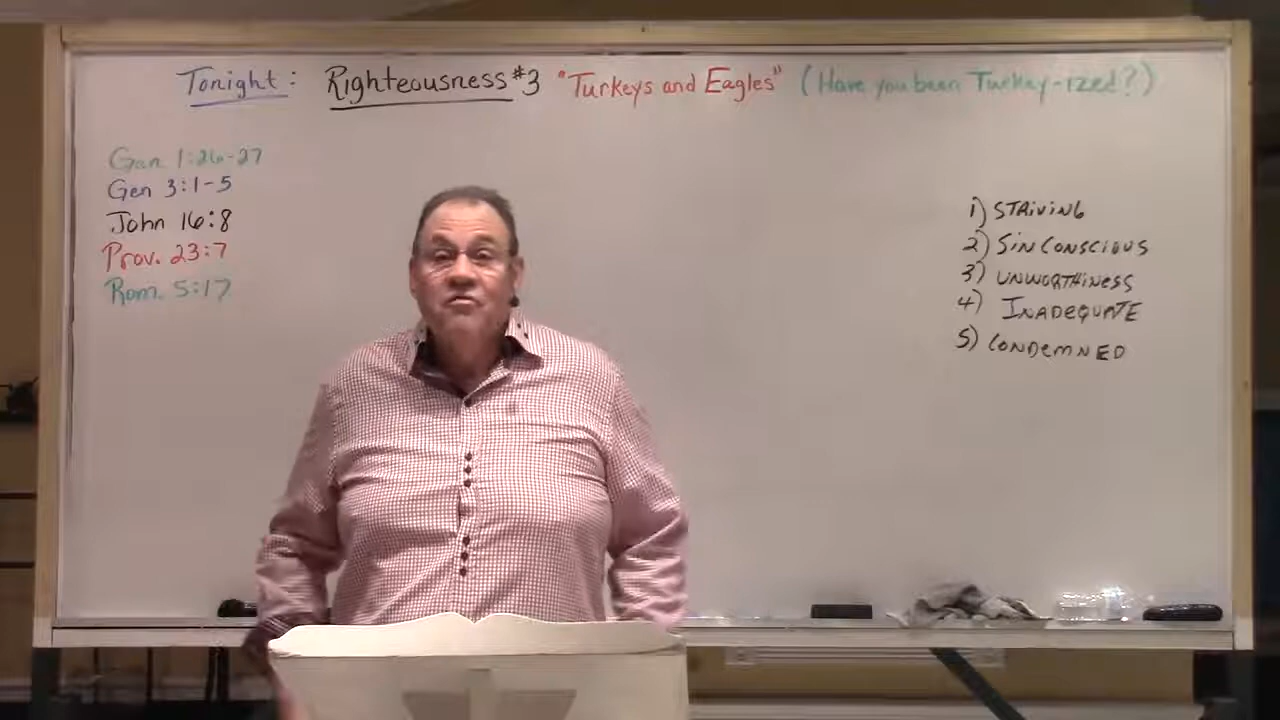 Tonight: Righteousness #3 "Turkeys and Eagles" (Have you been Turkey-ized?)
Gen 1:26-27
Gen 3:1-5
John 16:8
Prov. 23:7
Rom. 5:17
1) STRIVING
2) SIN CONSCIOUS
3) UNWORTHINESS
4) INADEQUATE
5) CONDEMNED